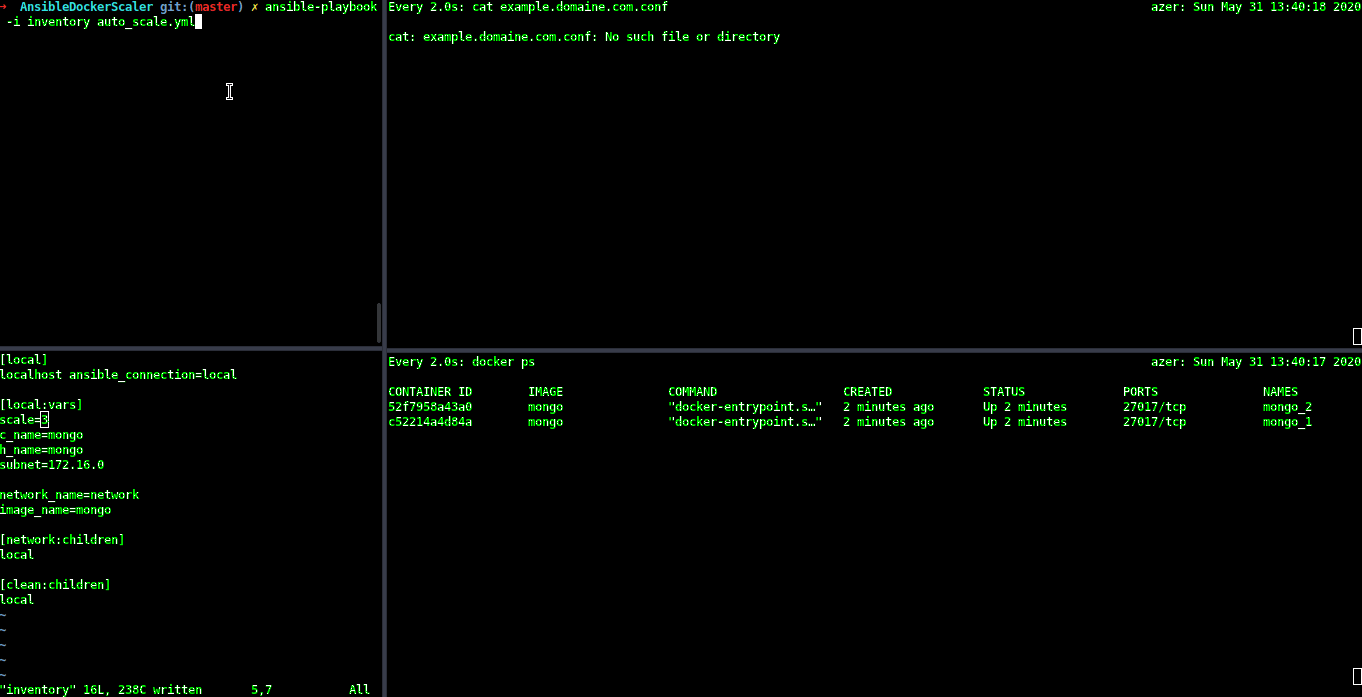 →  AnsibleDockerScaler git:(master) ✗ ansible-playbook
 -i inventory auto_scale.yml
Every 2.0s: cat example.domaine.com.conf    azer: Sun May 31 13:40:18 2020
cat: example.domaine.com.conf: No such file or directory
[local]
localhost ansible_connection=local
[local:vars]
scale=3
c_name=mongo
h_name=mongo
subnet=172.16.0
network_name=network
image_name=mongo
[network:children]
local
[clean:children]
local
~
~
~
~
~
"inventory" 16L, 238C written       5,7           All
Every 2.0s: docker ps    azer: Sun May 31 13:40:17 2020
CONTAINER ID        IMAGE               COMMAND                  CREATED             STATUS              PORTS               NAMES
52f7958a43a0        mongo               "docker-entrypoint.s…"   2 minutes ago       Up 2 minutes        27017/tcp           mongo_2
c52214a4d84a        mongo               "docker-entrypoint.s…"   2 minutes ago       Up 2 minutes        27017/tcp           mongo_1